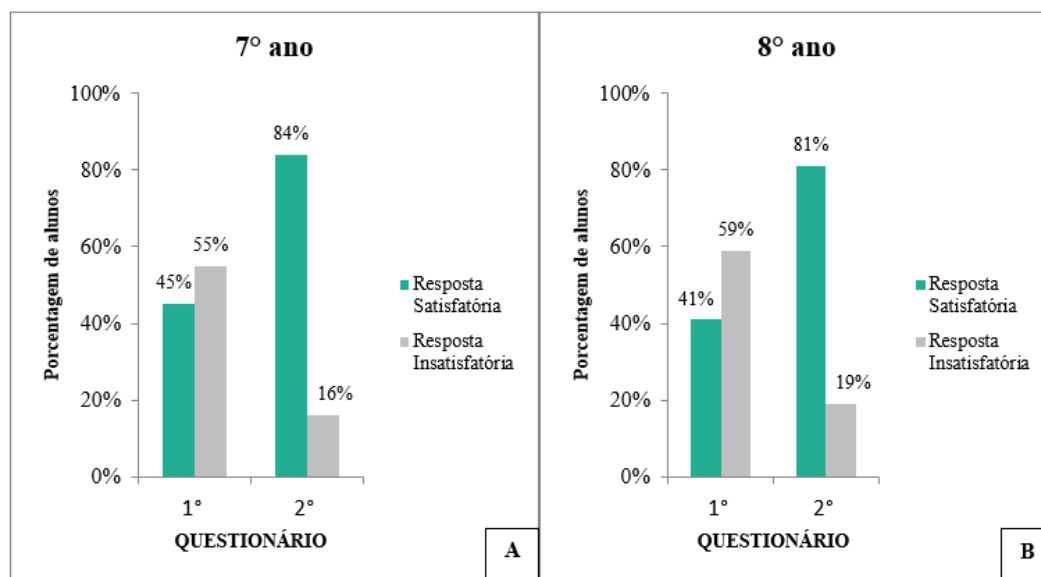 7° ano
100%
80%
60%
40%
20%
0%
Porcentagem de alunos
45%
55%
84%
16%
1°
2°
QUESTIONÁRIO
Resposta
Satisfatória
Resposta
Insatisfatória
A
8° ano
100%
80%
60%
40%
20%
0%
Porcentagem de alunos
41%
59%
81%
19%
1°
2°
QUESTIONÁRIO
Resposta
Satisfatória
Resposta
Insatisfatória
B